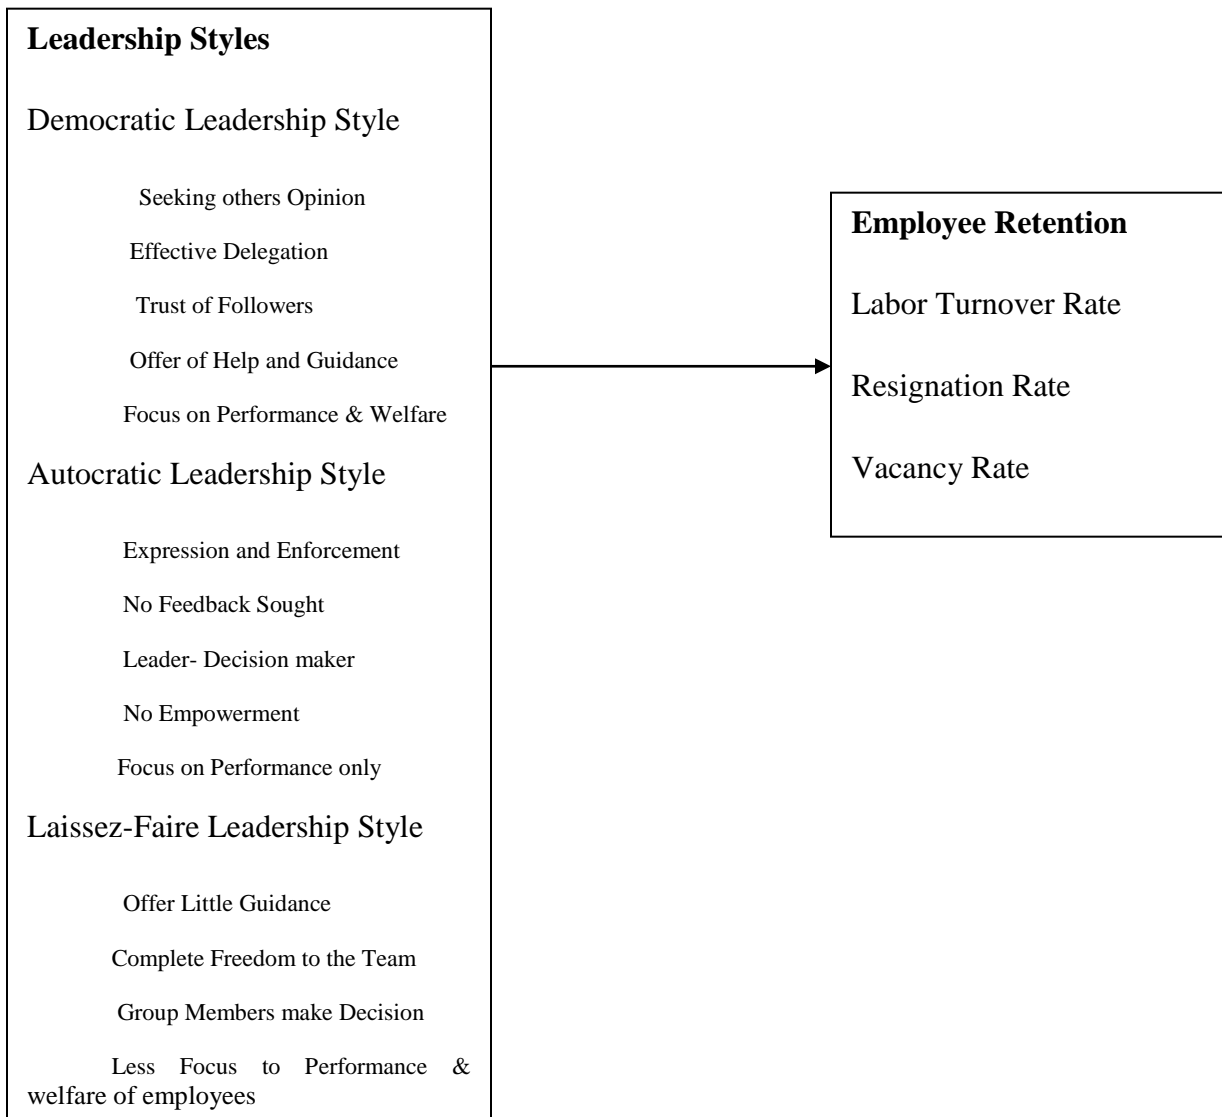 Leadership Styles
Democratic Leadership Style
Seeking others Opinion
Effective Delegation
Trust of Followers
Offer of Help and Guidance
Focus on Performance & Welfare
Autocratic Leadership Style
Expression and Enforcement
No Feedback Sought
Leader- Decision maker
No Empowerment
Focus on Performance only
Laissez-Faire Leadership Style
Offer Little Guidance
Complete Freedom to the Team
Group Members make Decision
Less Focus to Performance &
welfare of employees
Employee Retention
Labor Turnover Rate
Resignation Rate
Vacancy Rate